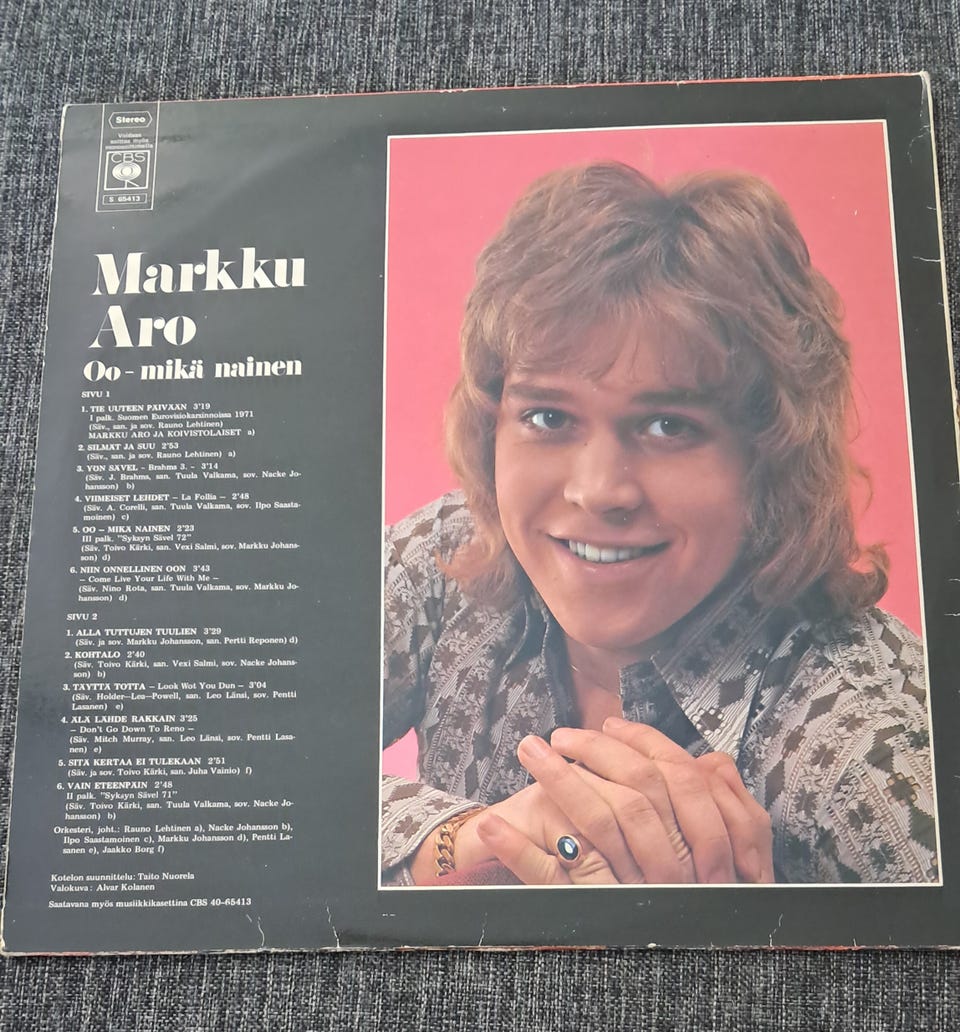 Stereo
Voidaan
soittaa myös
monosoittimella
CBS
S 65413
Markku
Aro
Oo - mikä nainen
SIVU 1
1. TIE UUTEEN PÄIVÄÄN 3'19
I palk. Suomen Eurovisiokarsinnoissa 1971
(Säv., san. ja sov. Rauno Lehtinen)
MARKKU ARO JA KOIVISTOLAISET a)
2. SILMÄT JA SUU 2'53
(Säv., san. ja sov. Rauno Lehtinen) a)
3. YÖN SÄVEL - Brahms 3. - 3'14
(Säv. J. Brahms, san. Tuula Valkama, sov. Nacke Jo-
hansson) b)
4. VIIMEISET LEHDET — La Follia — 2'48
(Säv. A. Corelli, san. Tuula Valkama, sov. Ilpo Saasta-
moinen) c)
5. OO — MIKÄ NAINEN 2'23
III palk. "Syksyn Sävel 72"
(Säv. Toivo Kärki, san. Vexi Salmi, sov. Markku Johans-
son) d)
6. NIIN ONNELLINEN OON 3'43
— Come Live Your Life With Me —
(Säv. Nino Rota, san. Tuula Valkama, sov. Markku Jo-
hansson) d)
SIVU 2
1. ALLA TUTTUJEN TUULIEN 3'29
(Säv. ja sov. Markku Johansson, san. Pertti Reponen) d)
2. KOHTALO 2'40
(Säv. Toivo Kärki, san. Vexi Salmi, sov. Nacke Johans-
son) b)
3. TÄYTTÄ TOTTA — Look Wot You Dun — 3'04
(Säv. Holder—Lea—Powell, san. Leo Länsi, sov. Pentti
Lasanen) e)
4. ÄLÄ LÄHDE RAKKAIN 3'25
— Don't Go Down To Reno —
(Säv. Mitch Murray, san. Leo Länsi, sov. Pentti Lasa-
nen) e)
5. SITÄ KERTAA EI TULEKAAN 2'51
(Säv. ja sov. Toivo Kärki, san. Juha Vainio) f)
6. VAIN ETEENPÄIN 2'48
II palk. "Syksyn Sävel 71"
(Säv. Toivo Kärki, san. Tuula Valkama, sov. Nacke Jo-
hansson) b)
Orkesteri, joht.: Rauno Lehtinen a), Nacke Johansson b),
Ilpo Saastamoinen c), Markku Johansson d), Pentti La-
sanen e), Jaakko Borg f)
Kotelon suunnittelu: Taito Nuorela
Valokuva: Alvar Kolanen
Saatavana myös musiikkikasettina CBS 40-65413